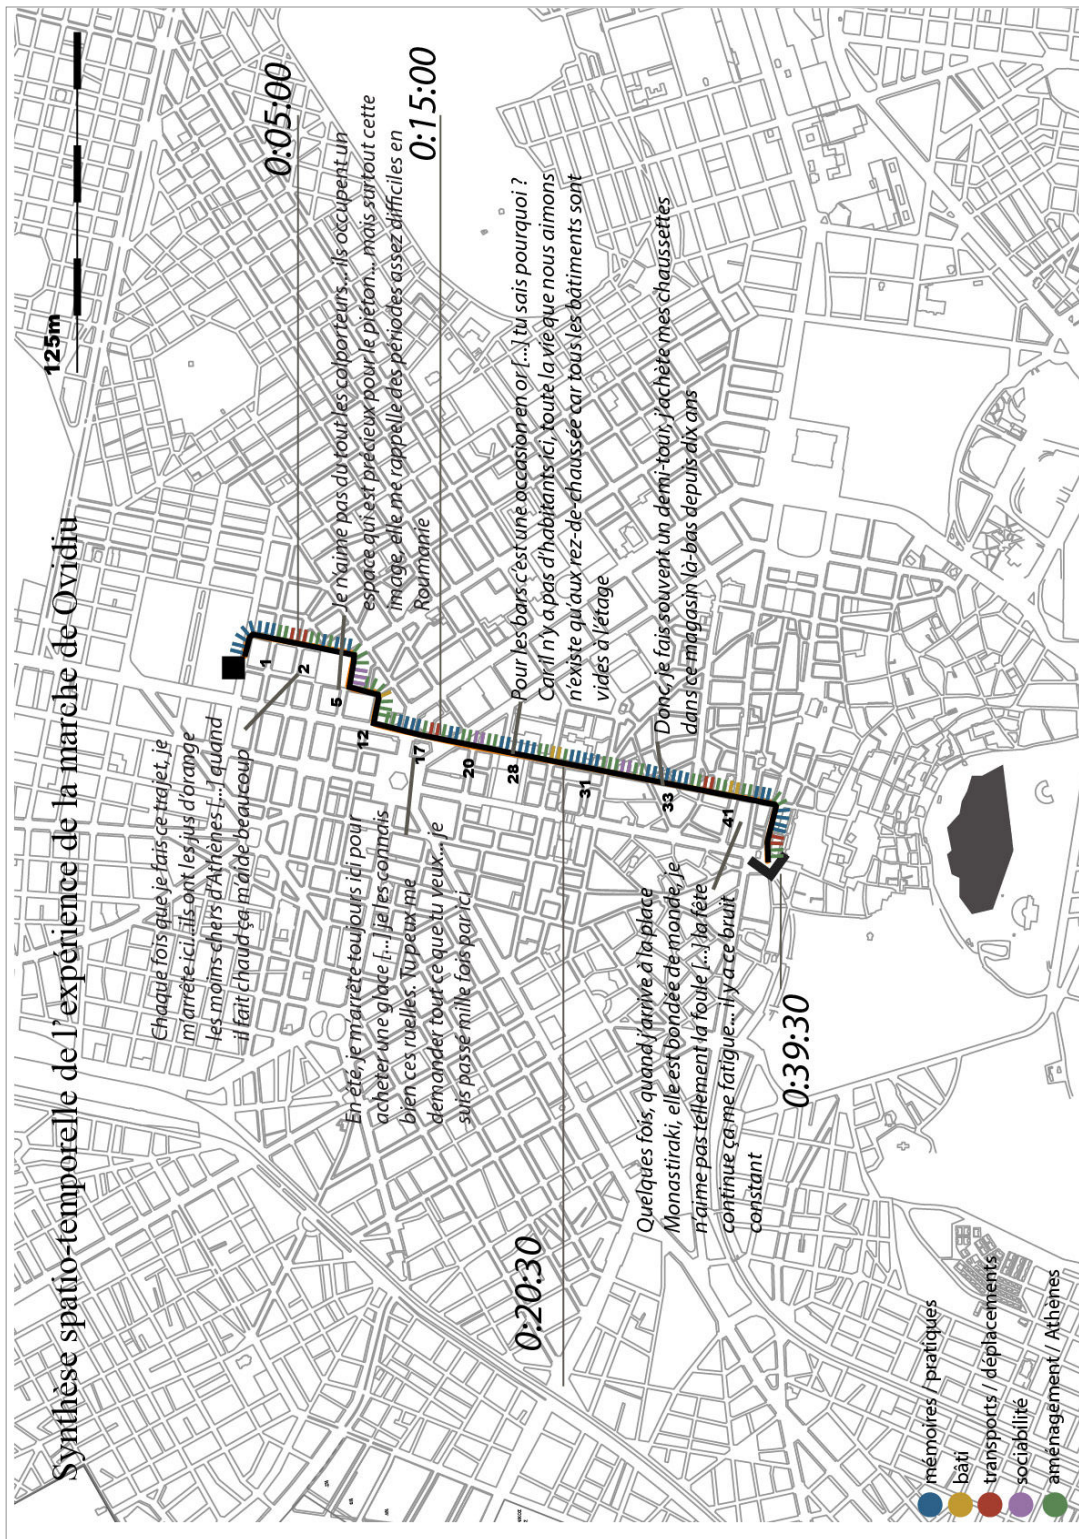 Synthèse spatio-temporelle de l'expérience de la marche de Ovidiu
125m
Chaque fois que je fais ce trajet, je
m'arrête ici...ils ont les jus d'orange
les moins chers d'Athènes [...] quand
il fait chaud ça m'aide beaucoup
0:05:00
Je n'aime pas du tout les colporteurs...ils occupent un
espace qui est précieux pour le piéton... mais surtout cette
image, elle me rappelle des périodes assez difficiles en
Roumanie
0:15:00
En été, je m'arrête toujours ici pour
acheter une glace [...] je les connais
bien ces ruelles. Tu peux me
demander tout ce que tu veux... je
suis passé mille fois par ici
Pour les bars c'est une occasion en or [...] tu sais pourquoi ?
Car il n'y a pas d'habitants ici, toute la vie que nous aimons
n'existe qu'aux rez-de-chaussée car tous les bâtiments sont
vides à l'étage
0:20:30
Donc, je fais souvent un demi-tour, j'achète mes chaussettes
dans ce magasin là-bas depuis dix ans
Quelques fois, quand j'arrive à la place
Monastiraki, elle est bondée de monde, je
n'aime pas tellement la foule [...] la fête
continue ça me fatigue... il y a ce bruit
constant
0:39:30
1
2
5
12
17
20
28
31
33
41
mémoires / pratiques
bâti
transports / déplacements
sociabilité
aménagement / Athènes